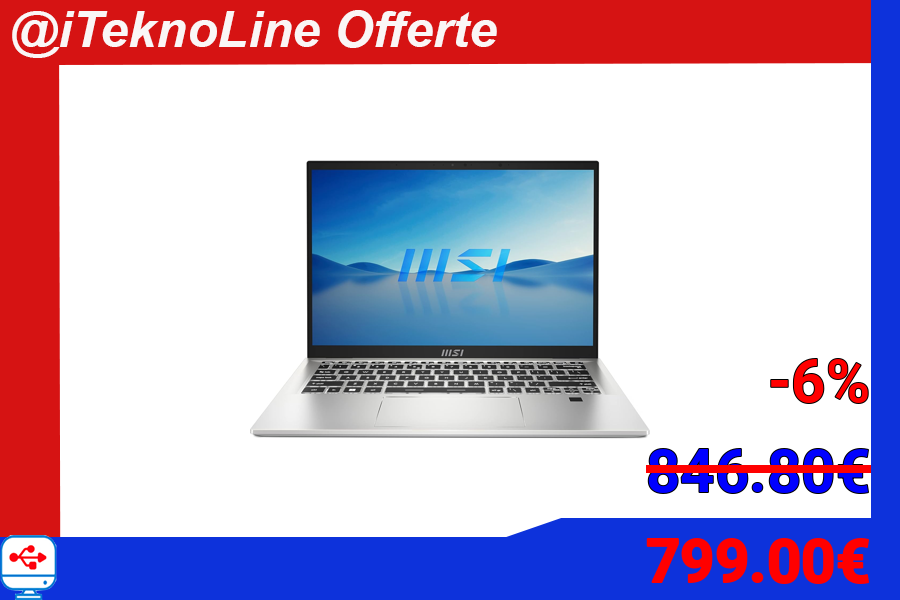 @iTeknoLine Offerte
msi
msi
-6%
846.80€
799.00€